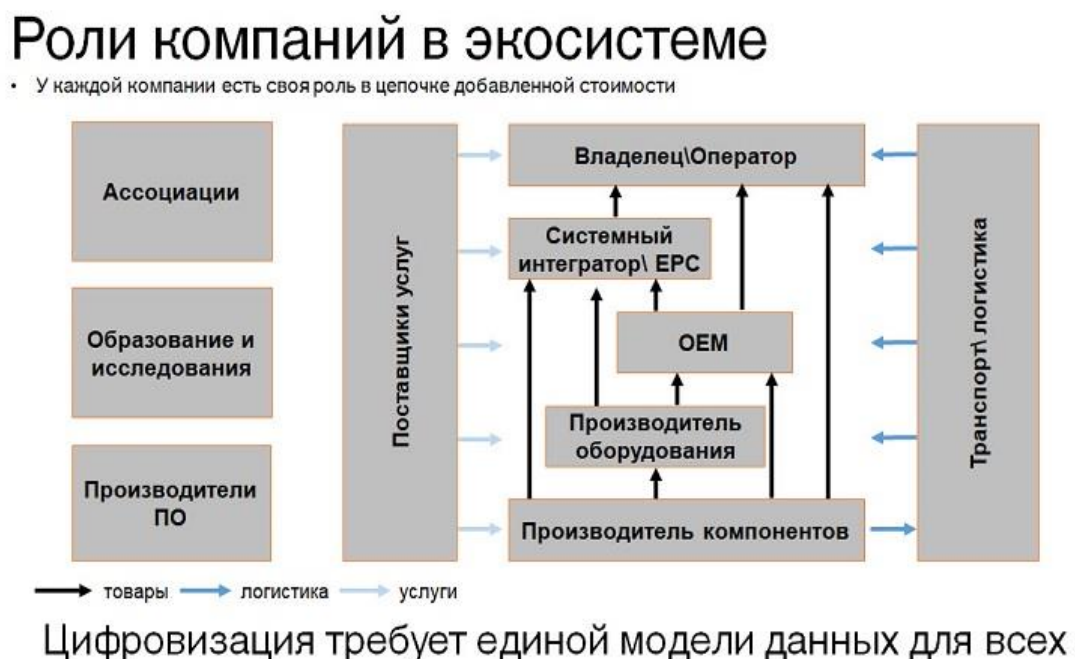 Роли компаний в экосистеме
• У каждой компании есть своя роль в цепочке добавленной стоимости
Ассоциации
Образование и
исследования
Производители
ПО
Поставщики услуг
Владелец\Оператор
Системный
интегратор\ EPC
OEM
Производитель
оборудования
Производитель компонентов
Транспорт\ логистика
товары
логистика
услуги
Цифровизация требует единой модели данных для всех